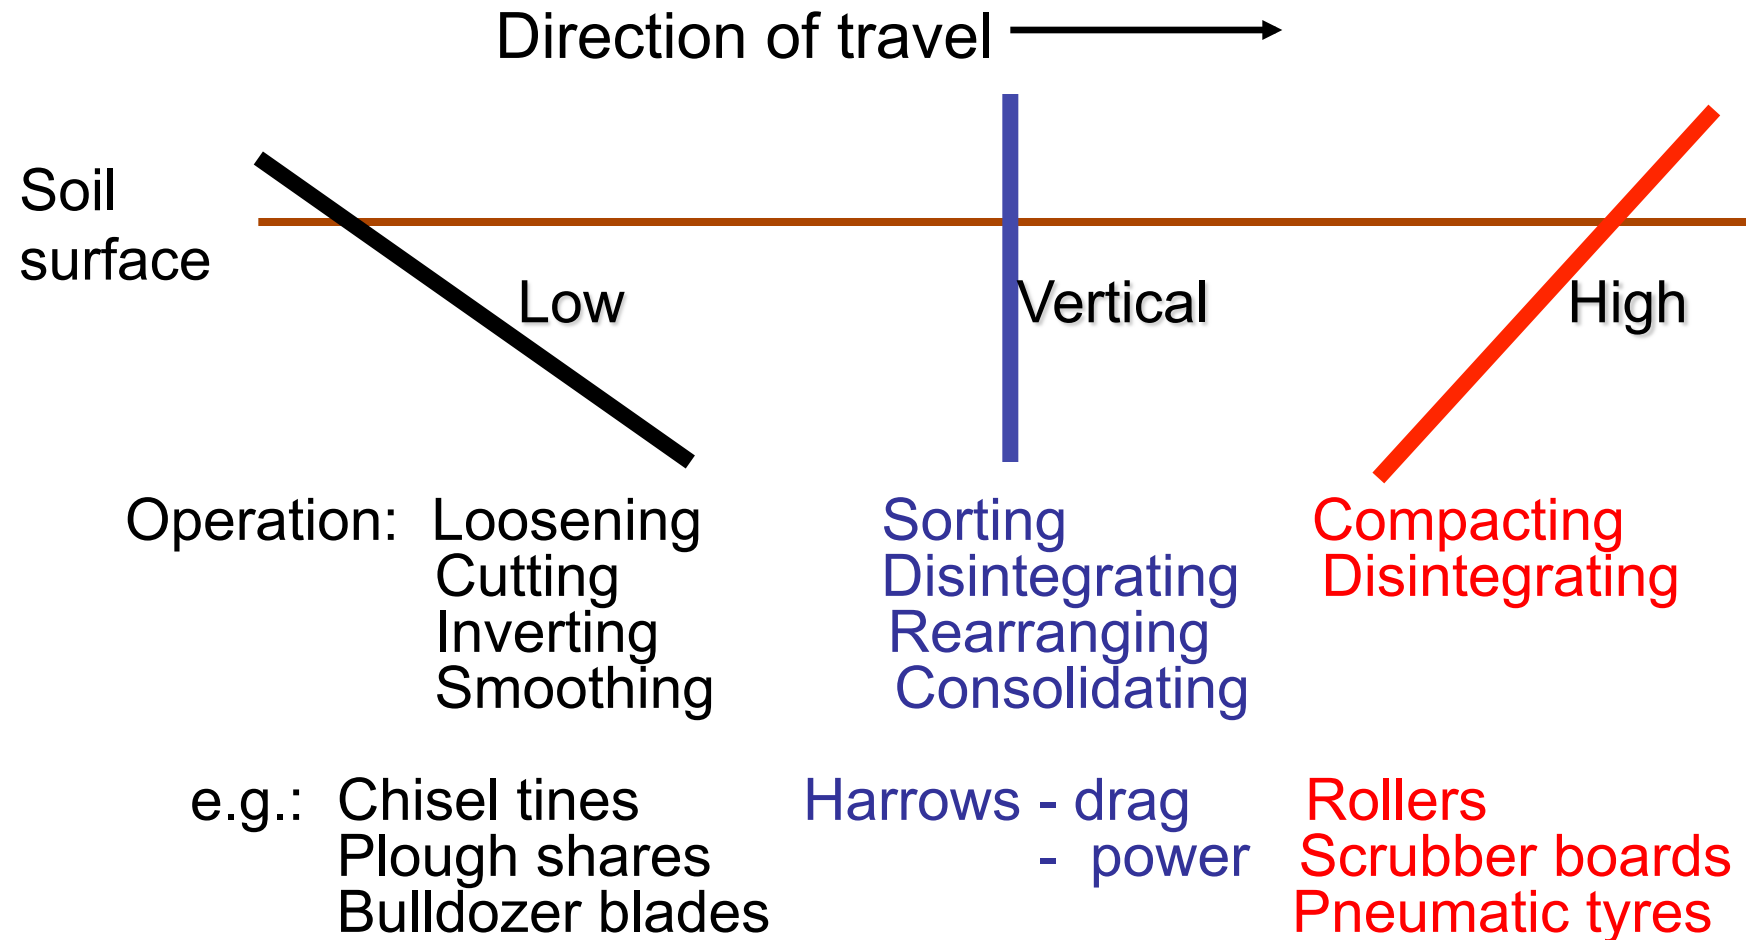 Direction of travel
Soil
surface
Low
Vertical
High
Operation: Loosening
Cutting
Inverting
Smoothing
Sorting
Disintegrating
Rearranging
Consolidating
Compacting
Disintegrating
e.g.: Chisel tines
Plough shares
Bulldozer blades
Harrows - drag
- power
Rollers
Scrubber boards
Pneumatic tyres